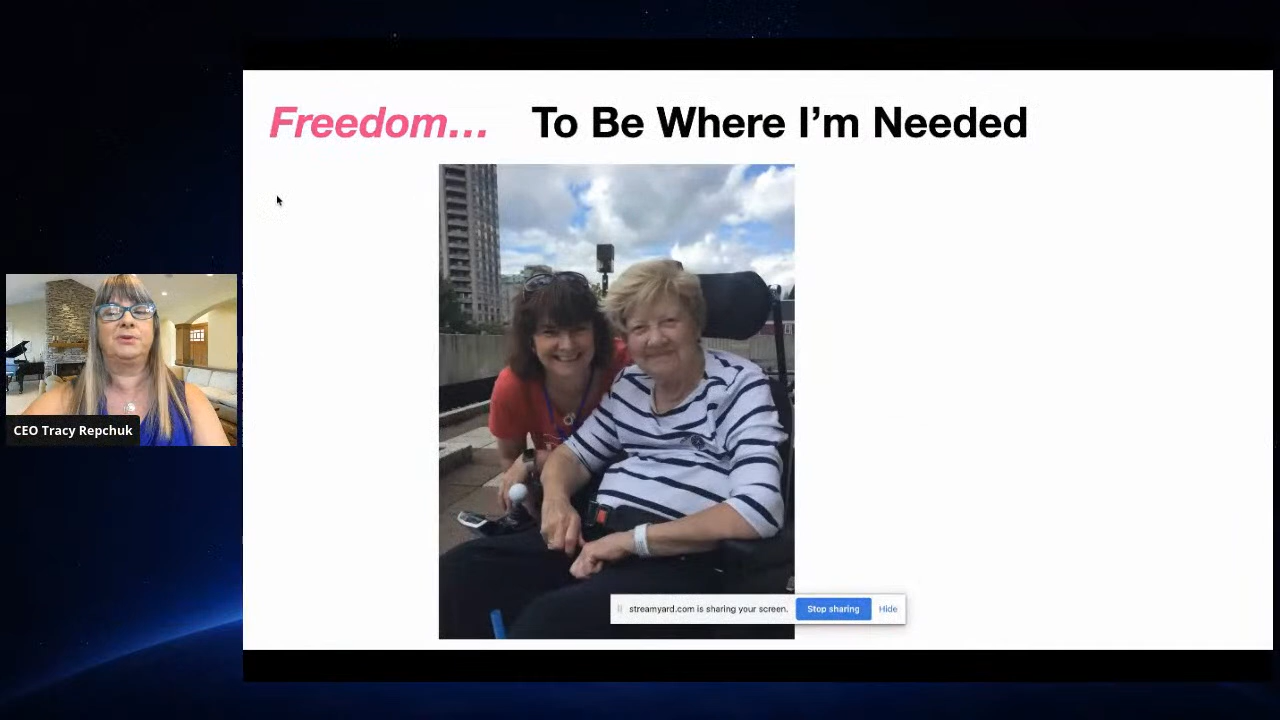 Freedom... To Be Where I'm Needed
CEO Tracy Repchuk
streamyard.com is sharing your screen. Stop sharing Hide